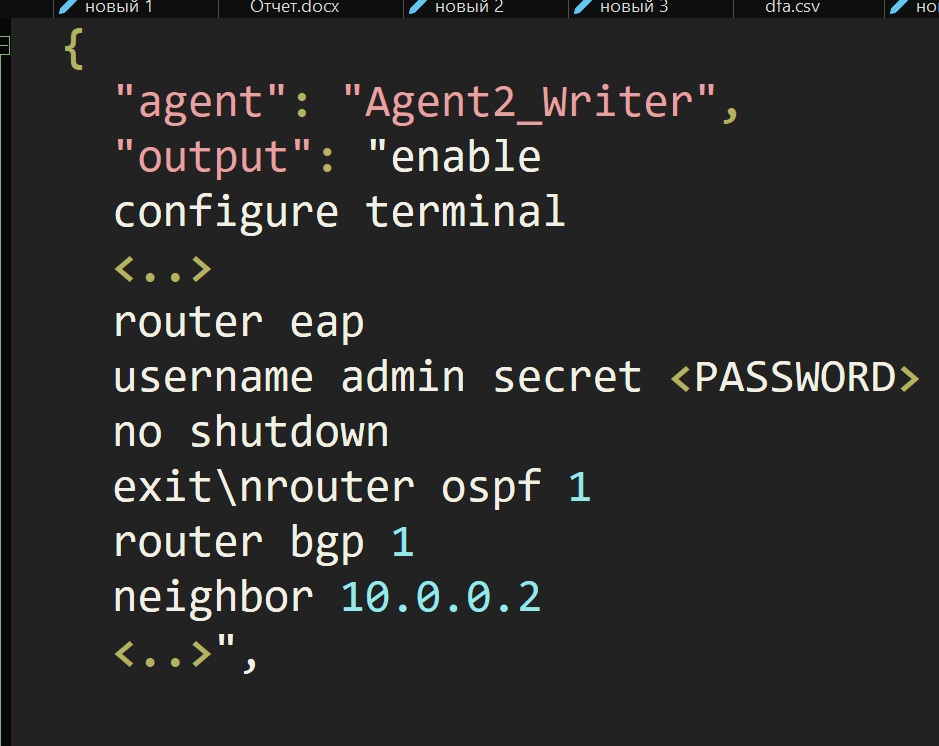 новый 1 Отчет.docx новый 2 новый 3 dfa.csv
{
"agent": "Agent2_Writer",
"output": "enable
configure terminal
<..>
router eap
username admin secret <PASSWORD>
no shutdown
exit\nrouter ospf 1
router bgp 1
neighbor 10.0.0.2
<..>",